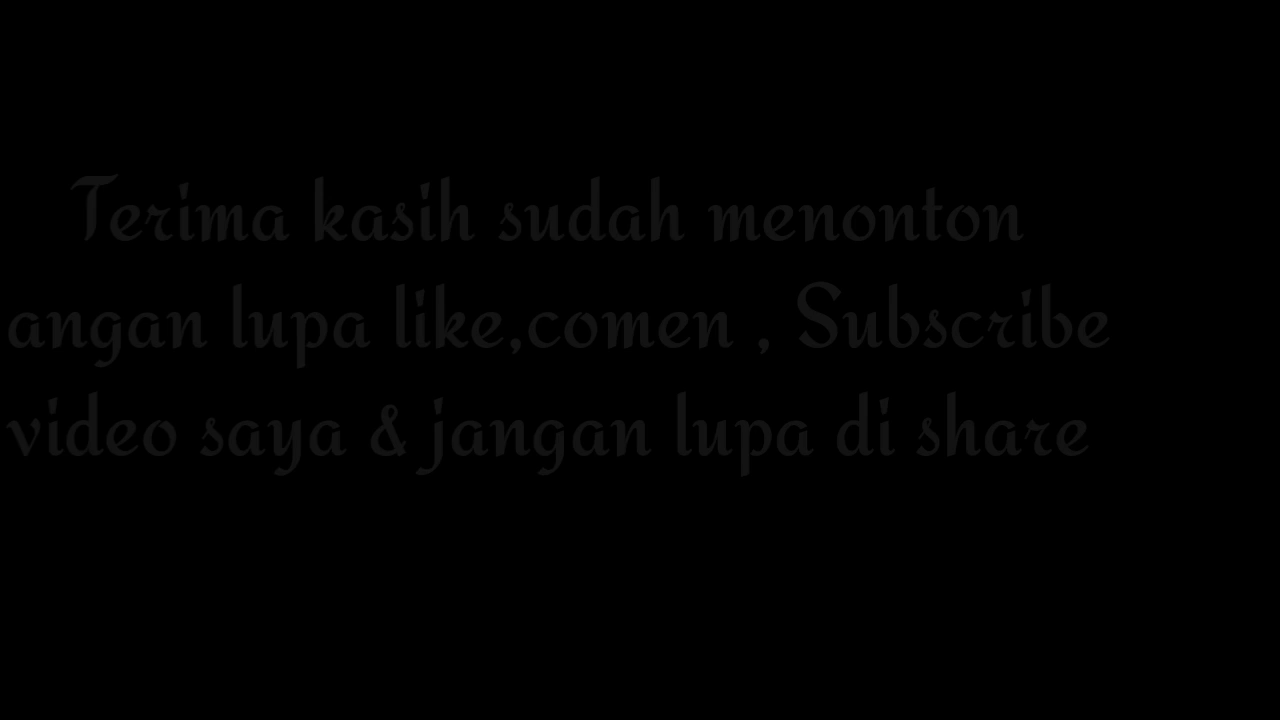 Terima kasih sudah menonton
angan lupa like,comen , Subscribe
video saya & jangan lupa di share